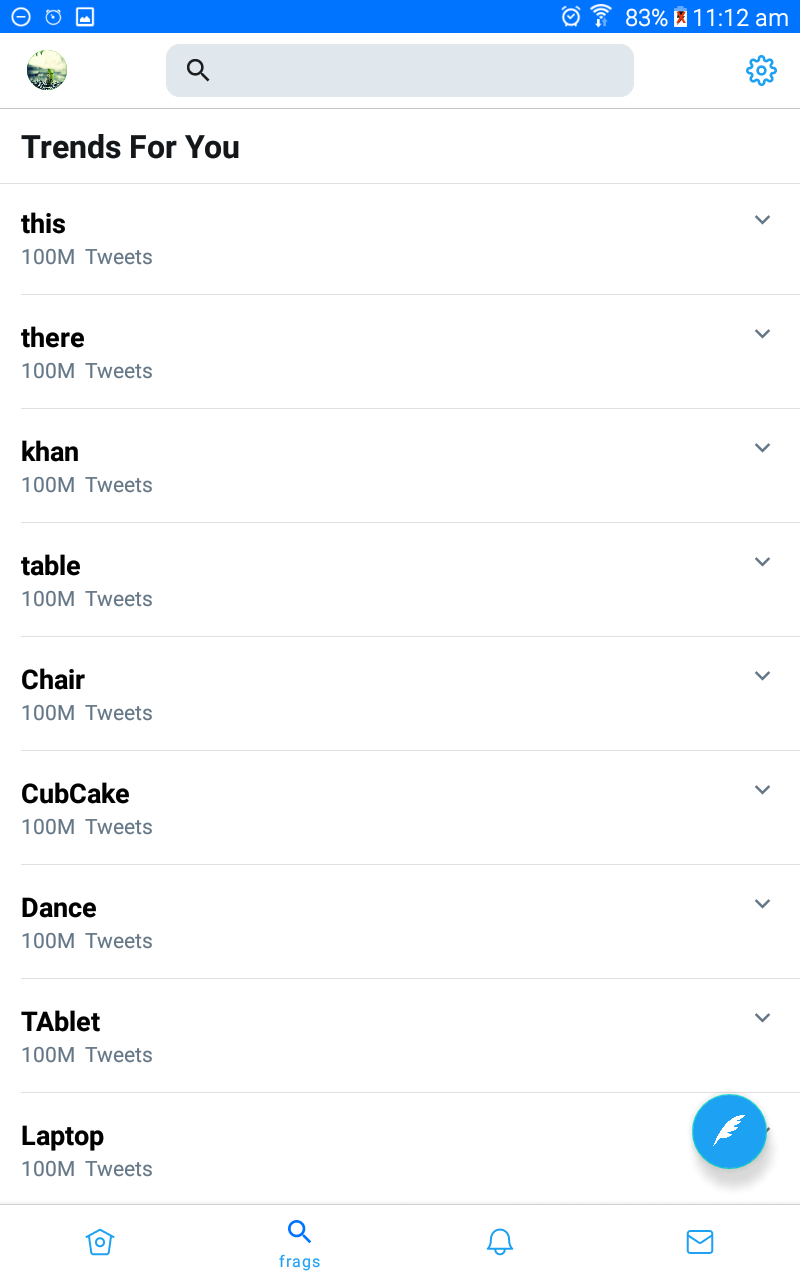 83% 11:12 am
Trends For You
this
100M Tweets
there
100M Tweets
khan
100M Tweets
table
100M Tweets
Chair
100M Tweets
CubCake
100M Tweets
Dance
100M Tweets
TAblet
100M Tweets
Laptop
100M Tweets
frags